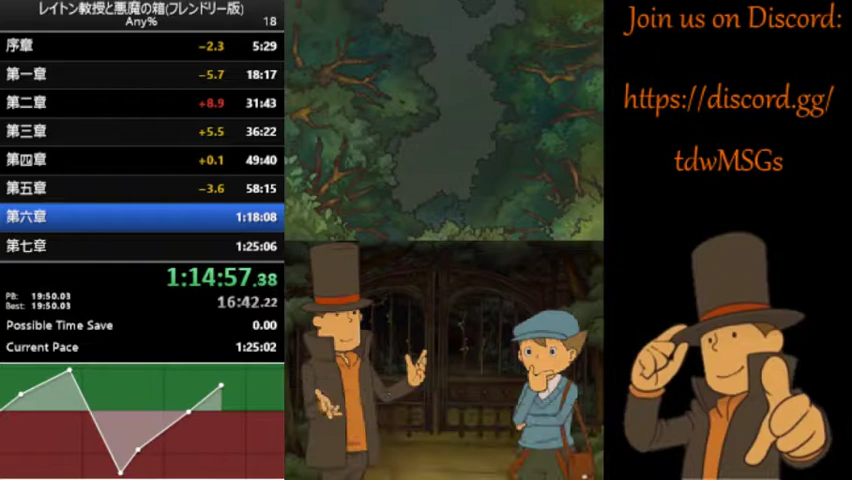 レイトン教授と悪魔の箱(フレンドリー版)
Any%
18
序章 −2.3 5:29
第一章 −5.7 18:17
第二章 +8.9 31:43
第三章 +5.5 36:22
第四章 +0.1 49:40
第五章 −3.6 58:15
第六章 1:18:08
第七章 1:25:06
1:14:57.38
PB: 19:50.03
Best: 19:50.03
16:42.22
Possible Time Save 0.00
Current Pace 1:25:02
Join us on Discord:
https://discord.gg/
tdwMSGs